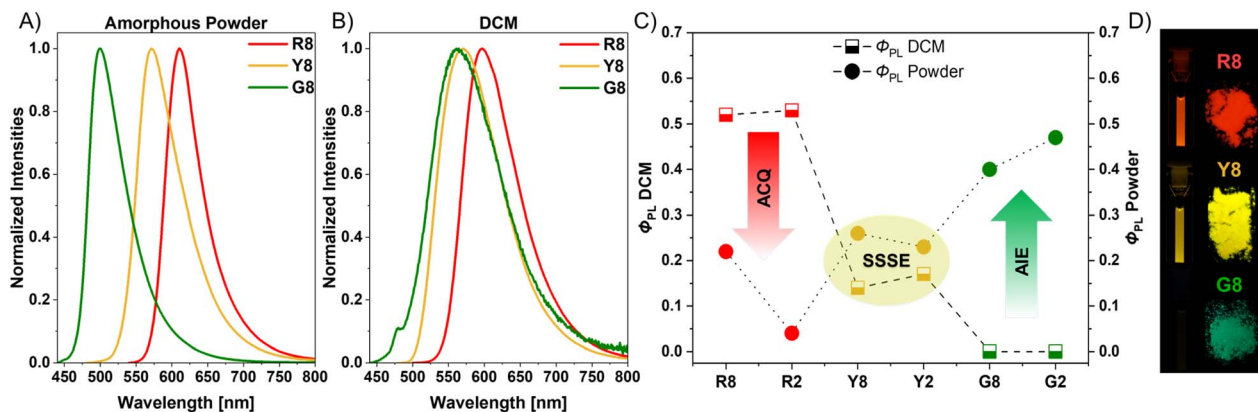 A)
Amorphous Powder
R8
Y8
G8
Normalized Intensities
1.0
0.8
0.6
0.4
0.2
0.0
450 500 550 600 650 700 750 800
Wavelength [nm]
B)
DCM
R8
Y8
G8
Normalized Intensities
1.0
0.8
0.6
0.4
0.2
0.0
450 500 550 600 650 700 750 800
Wavelength [nm]
C)
ΦPL DCM
ΦPL Powder
ΦPL DCM
0.7
0.6
0.5
0.4
0.3
0.2
0.1
0.0
ACQ
SSSE
AIE
R8 R2 Y8 Y2 G8 G2
0.7
0.6
0.5
0.4
0.3
0.2
0.1
0.0
ΦPL Powder
D)
R8
Y8
G8